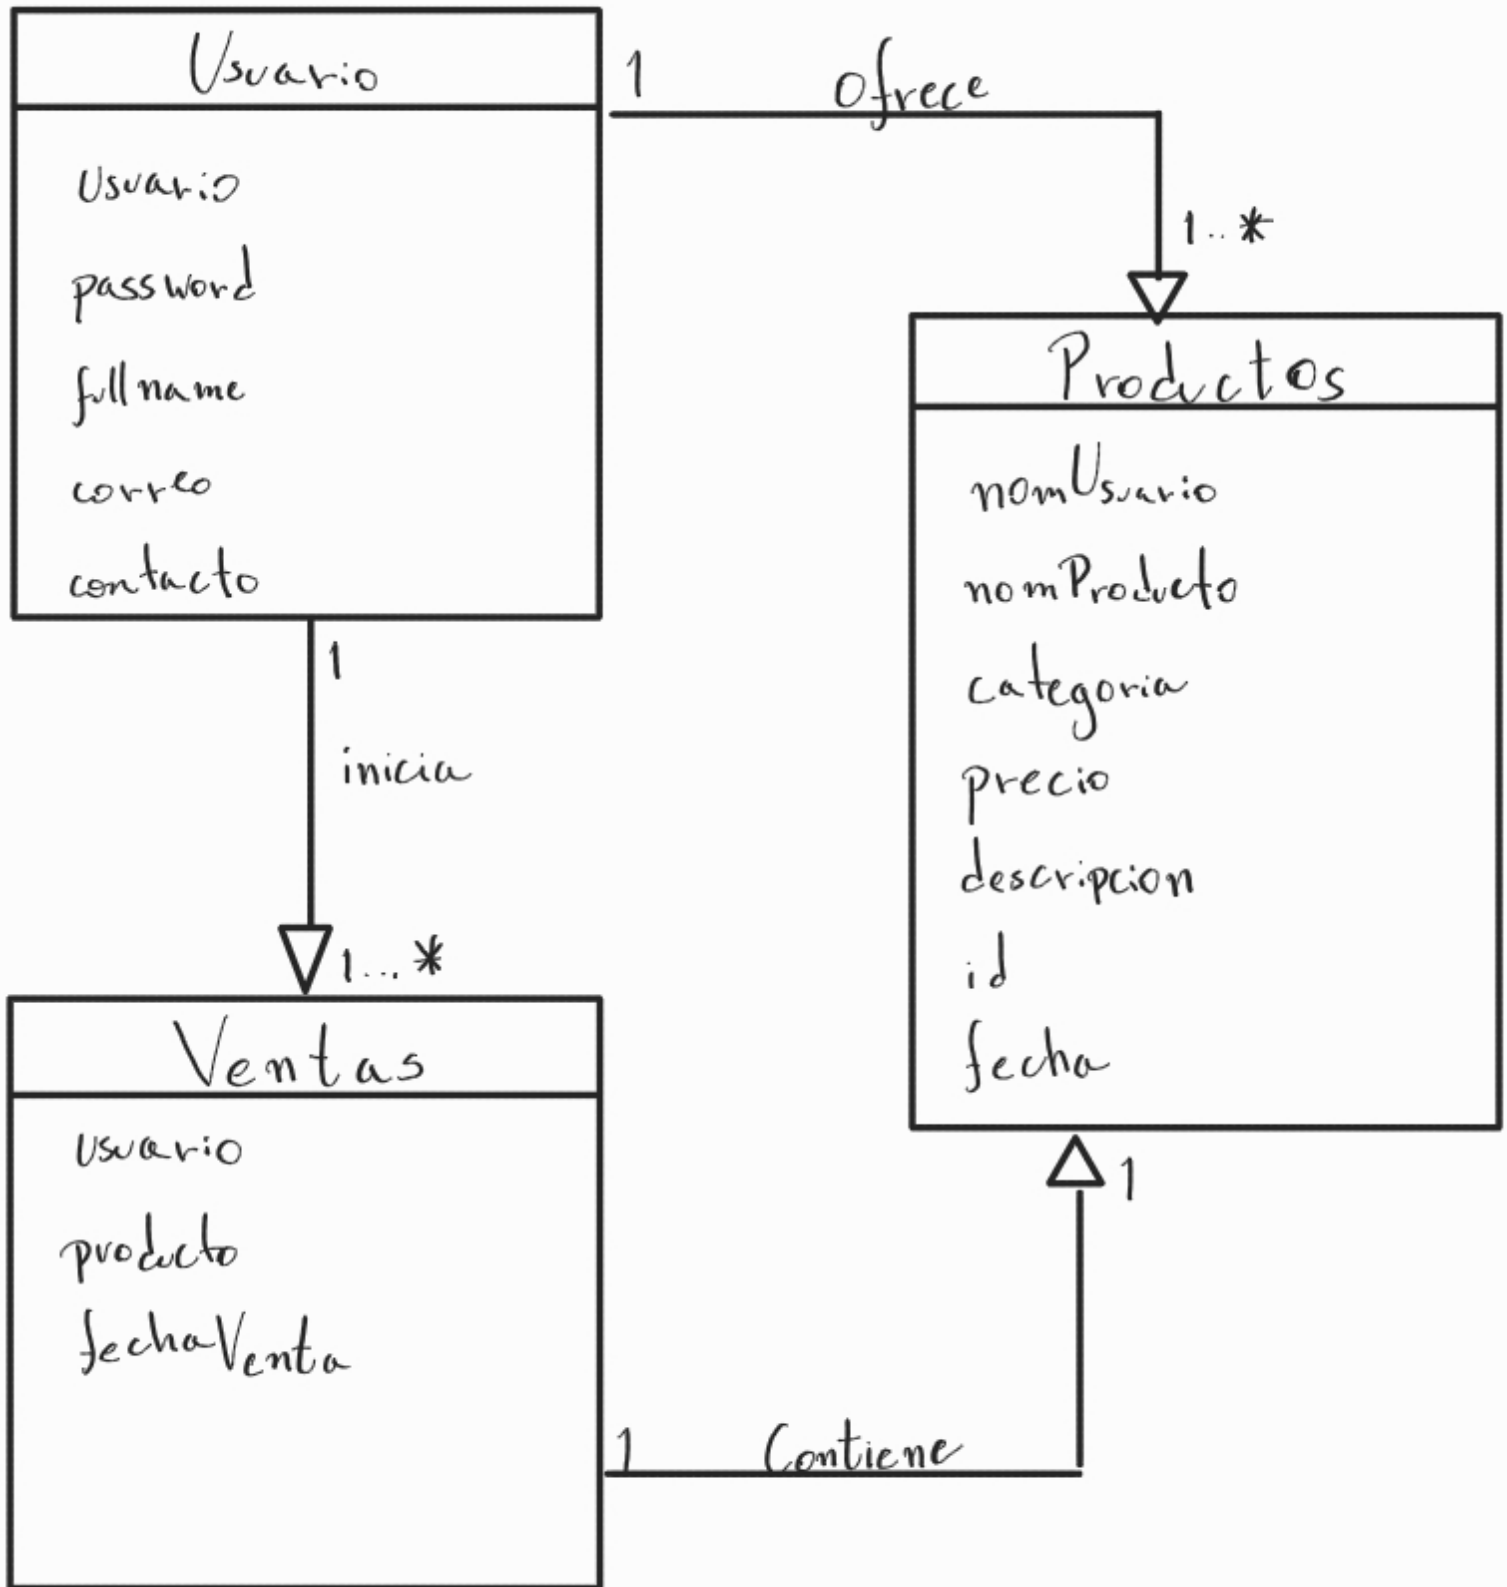 Usuario
Usuario
password
fullname
correo
contacto
1
Ofrece
1..*
Productos
nomUsuario
nomProducto
categoria
precio
descripcion
id
fecha
1
inicia
1...*
Ventas
usuario
producto
fechaVenta
1
Contiene
1